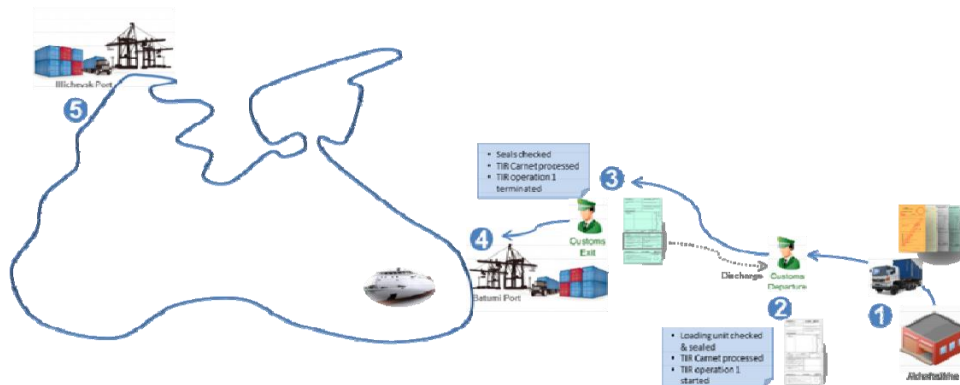 Illichevsk Port
5
• Seals checked
• TIR Carnet processed
• TIR operation 1
terminated
3
4
Customs
Exit
Batumi Port
Discharge
Customs
Departure
2
1
• Loading unit checked
& sealed
• TIR Carnet processed
• TIR operation 1
started